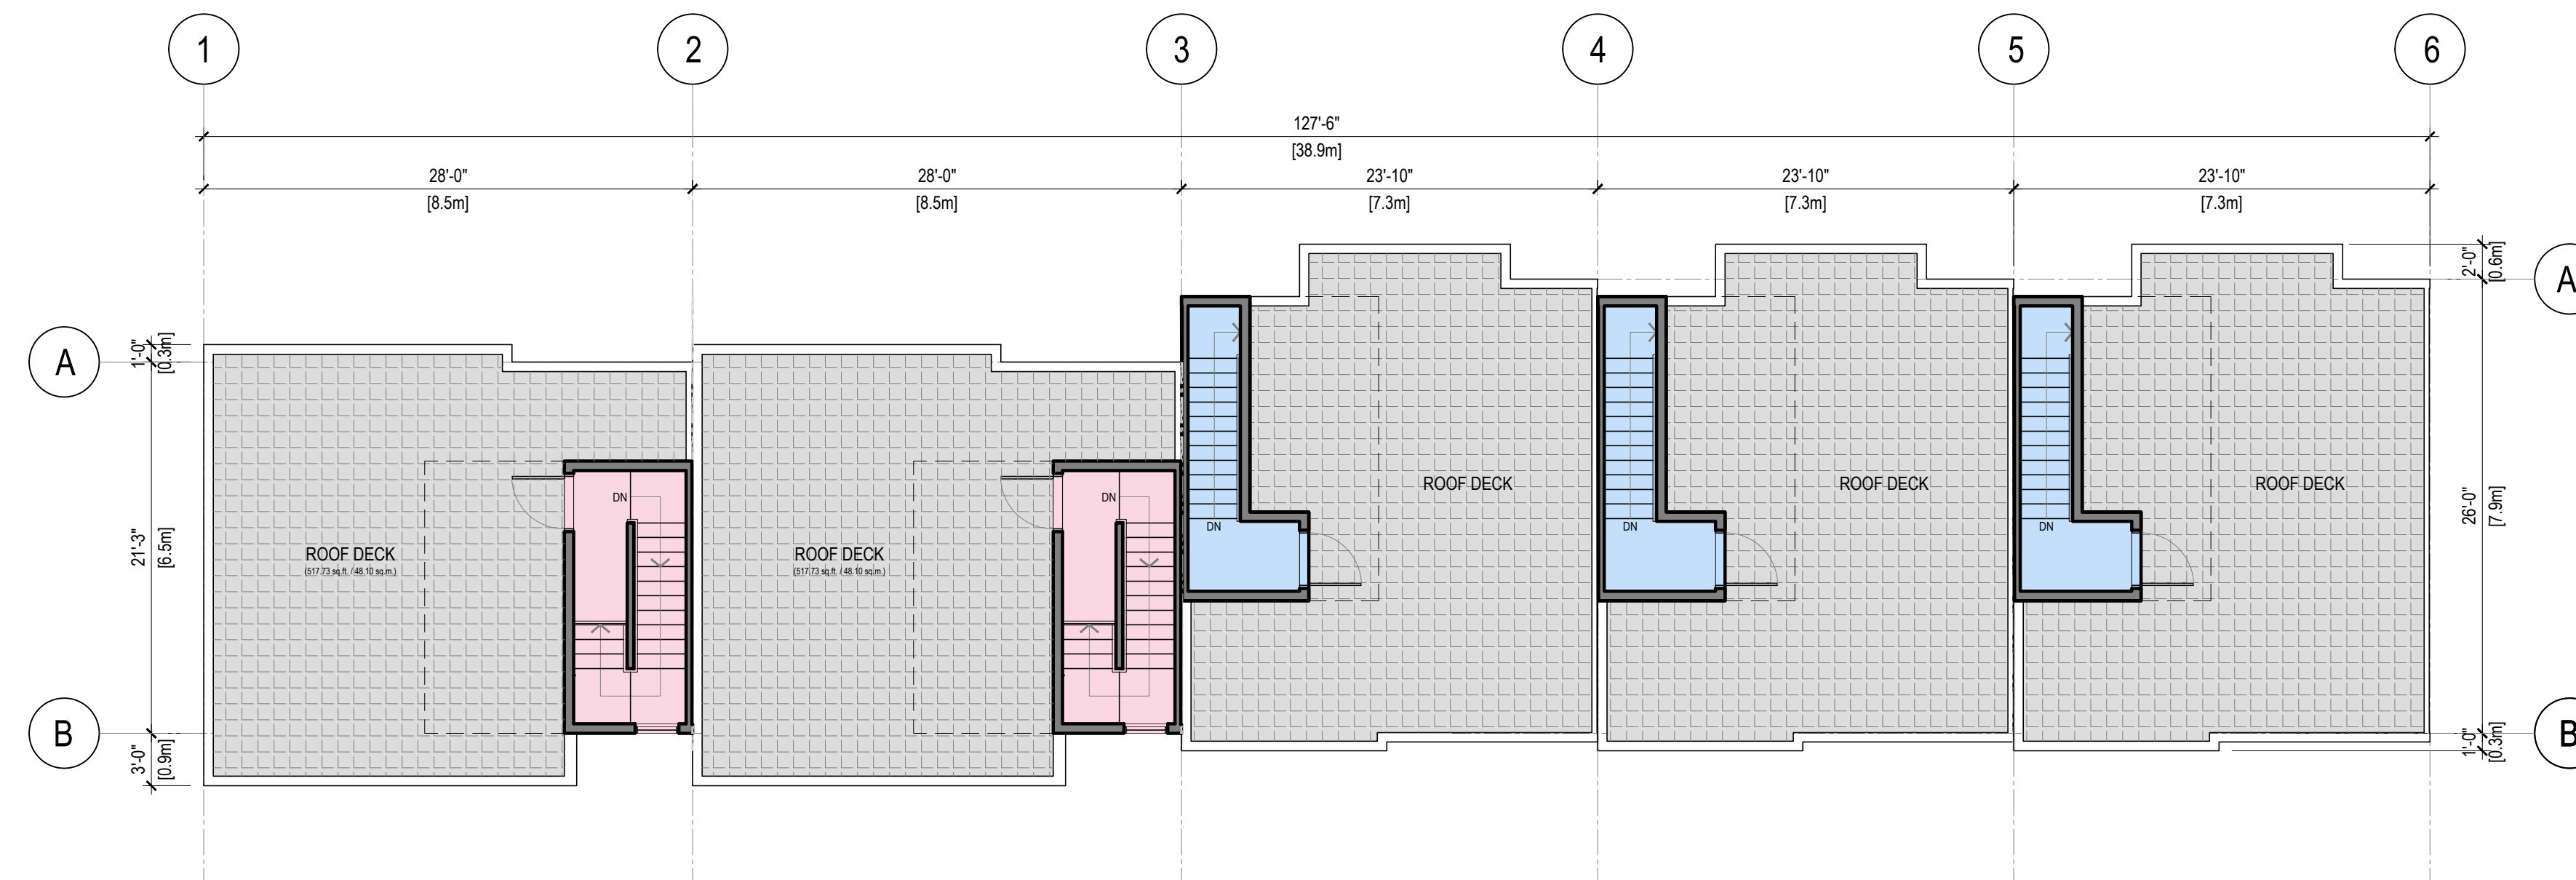 1
2
3
4
5
6
127'-6"
[38.9m]
28'-0"
28'-0"
23'-10"
23'-10"
23'-10"
[8.5m]
[8.5m]
[7.3m]
[7.3m]
[7.3m]
2'-0"
[0.6m]
A
A
1'-0"
[0.3m]
ROOF DECK
ROOF DECK
ROOF DECK
DN
DN
DN
DN
DN
26'-0"
[7.9m]
21'-3"
[6.5m]
ROOF DECK
(517.73 sq.ft. / 48.10 sq.m.)
ROOF DECK
(517.73 sq.ft. / 48.10 sq.m.)
B
B
3'-0"
[0.9m]
1'-0"
[0.3m]